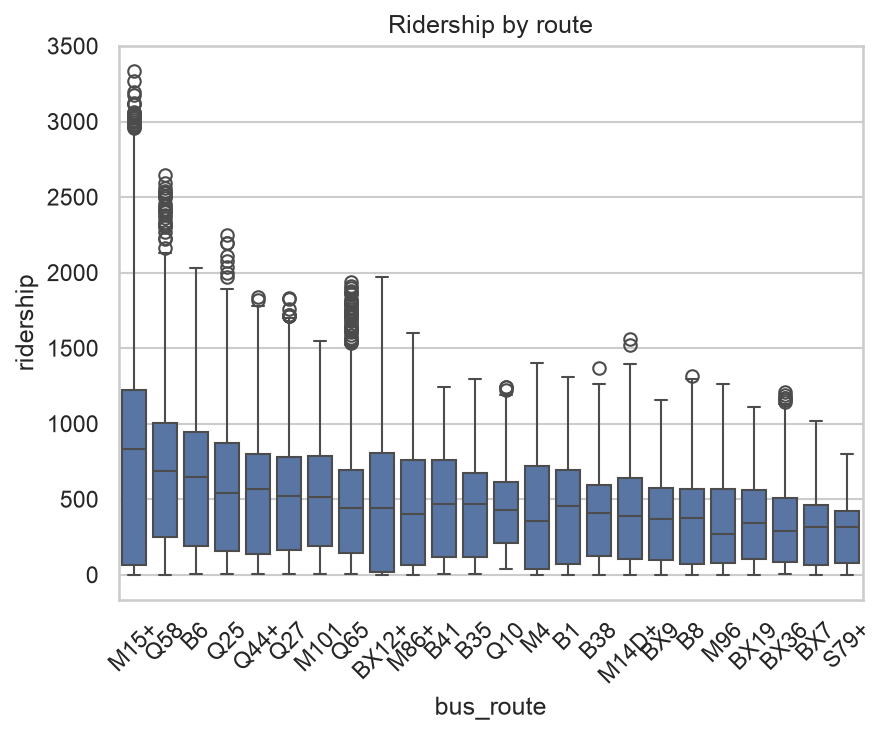 Ridership by route
3500
3000
2500
2000
1500
1000
500
0
ridership
M15+
Q58
B6
Q25
Q44+
Q27
M101
Q65
BX12+
M86+
B41
B35
Q10
M4
B1
B38
M14D+
BX9
B8
M96
BX19
BX36
BX7
S79+
bus_route